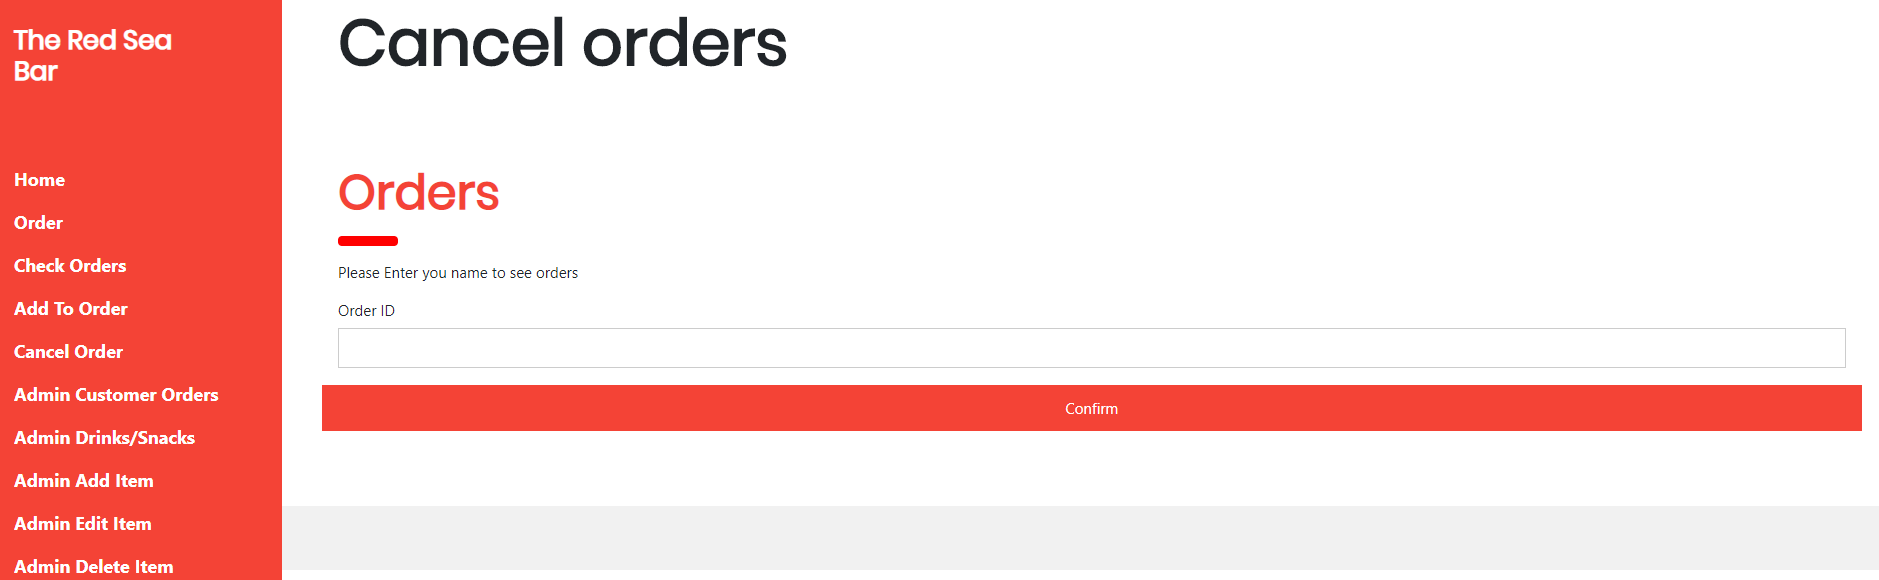 The Red Sea
Bar
Home
Order
Check Orders
Add To Order
Cancel Order
Admin Customer Orders
Admin Drinks/Snacks
Admin Add Item
Admin Edit Item
Admin Delete Item
Cancel orders
Orders
Please Enter you name to see orders
Order ID
Confirm